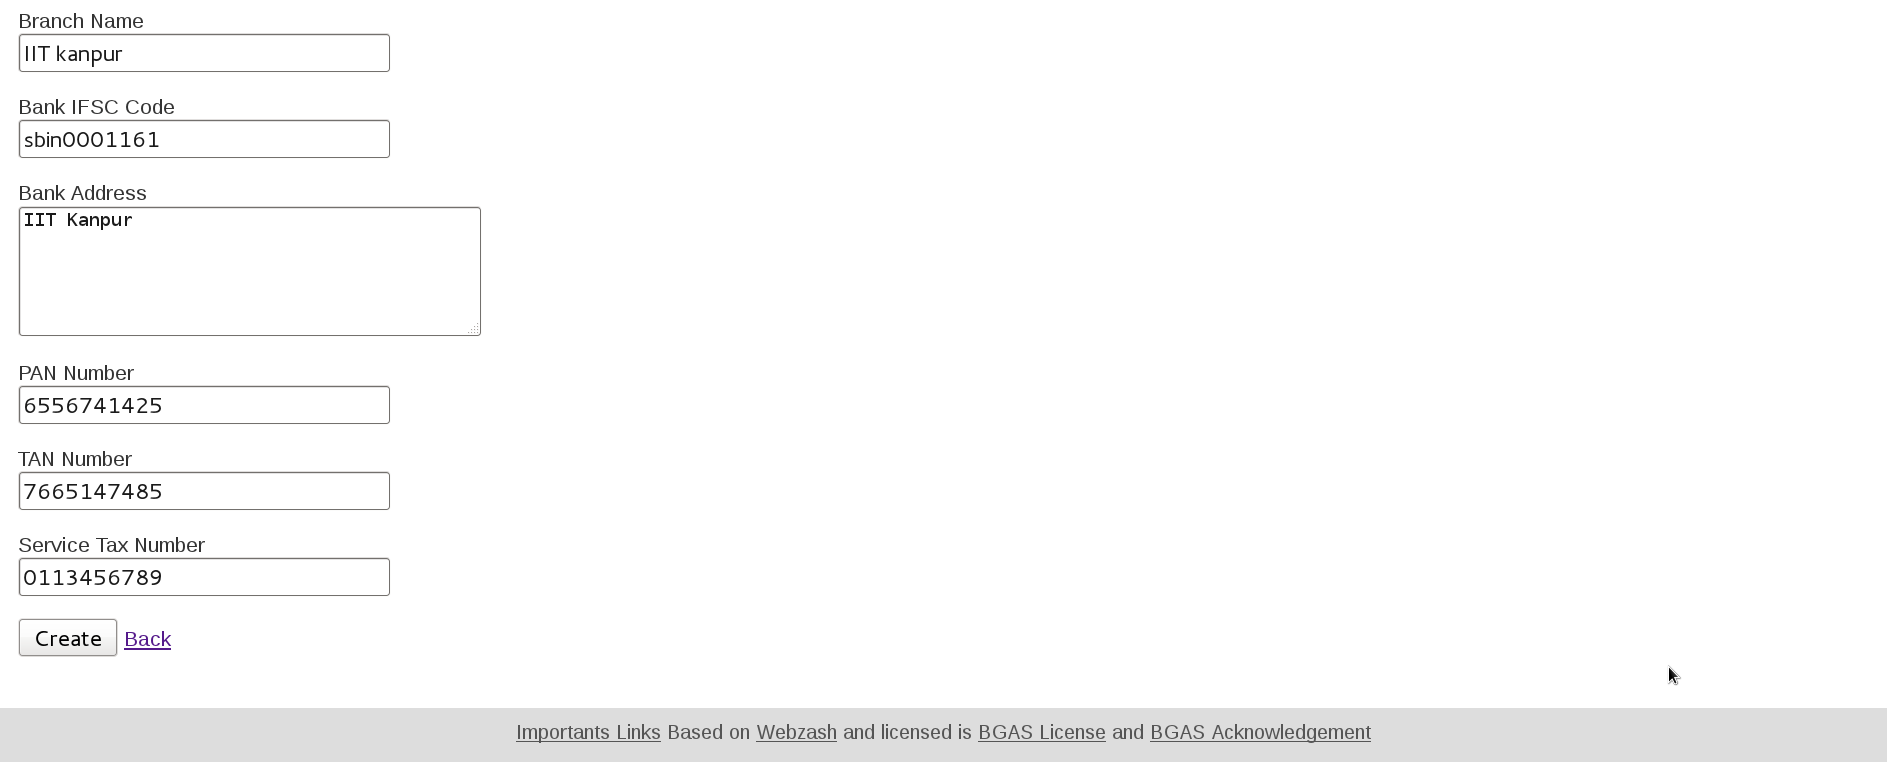 Branch Name
IIT kanpur
Bank IFSC Code
sbin0001161
Bank Address
IIT Kanpur
PAN Number
6556741425
TAN Number
7665147485
Service Tax Number
0113456789
Create Back
Importants Links Based on Webzash and licensed is BGAS License and BGAS Acknowledgement